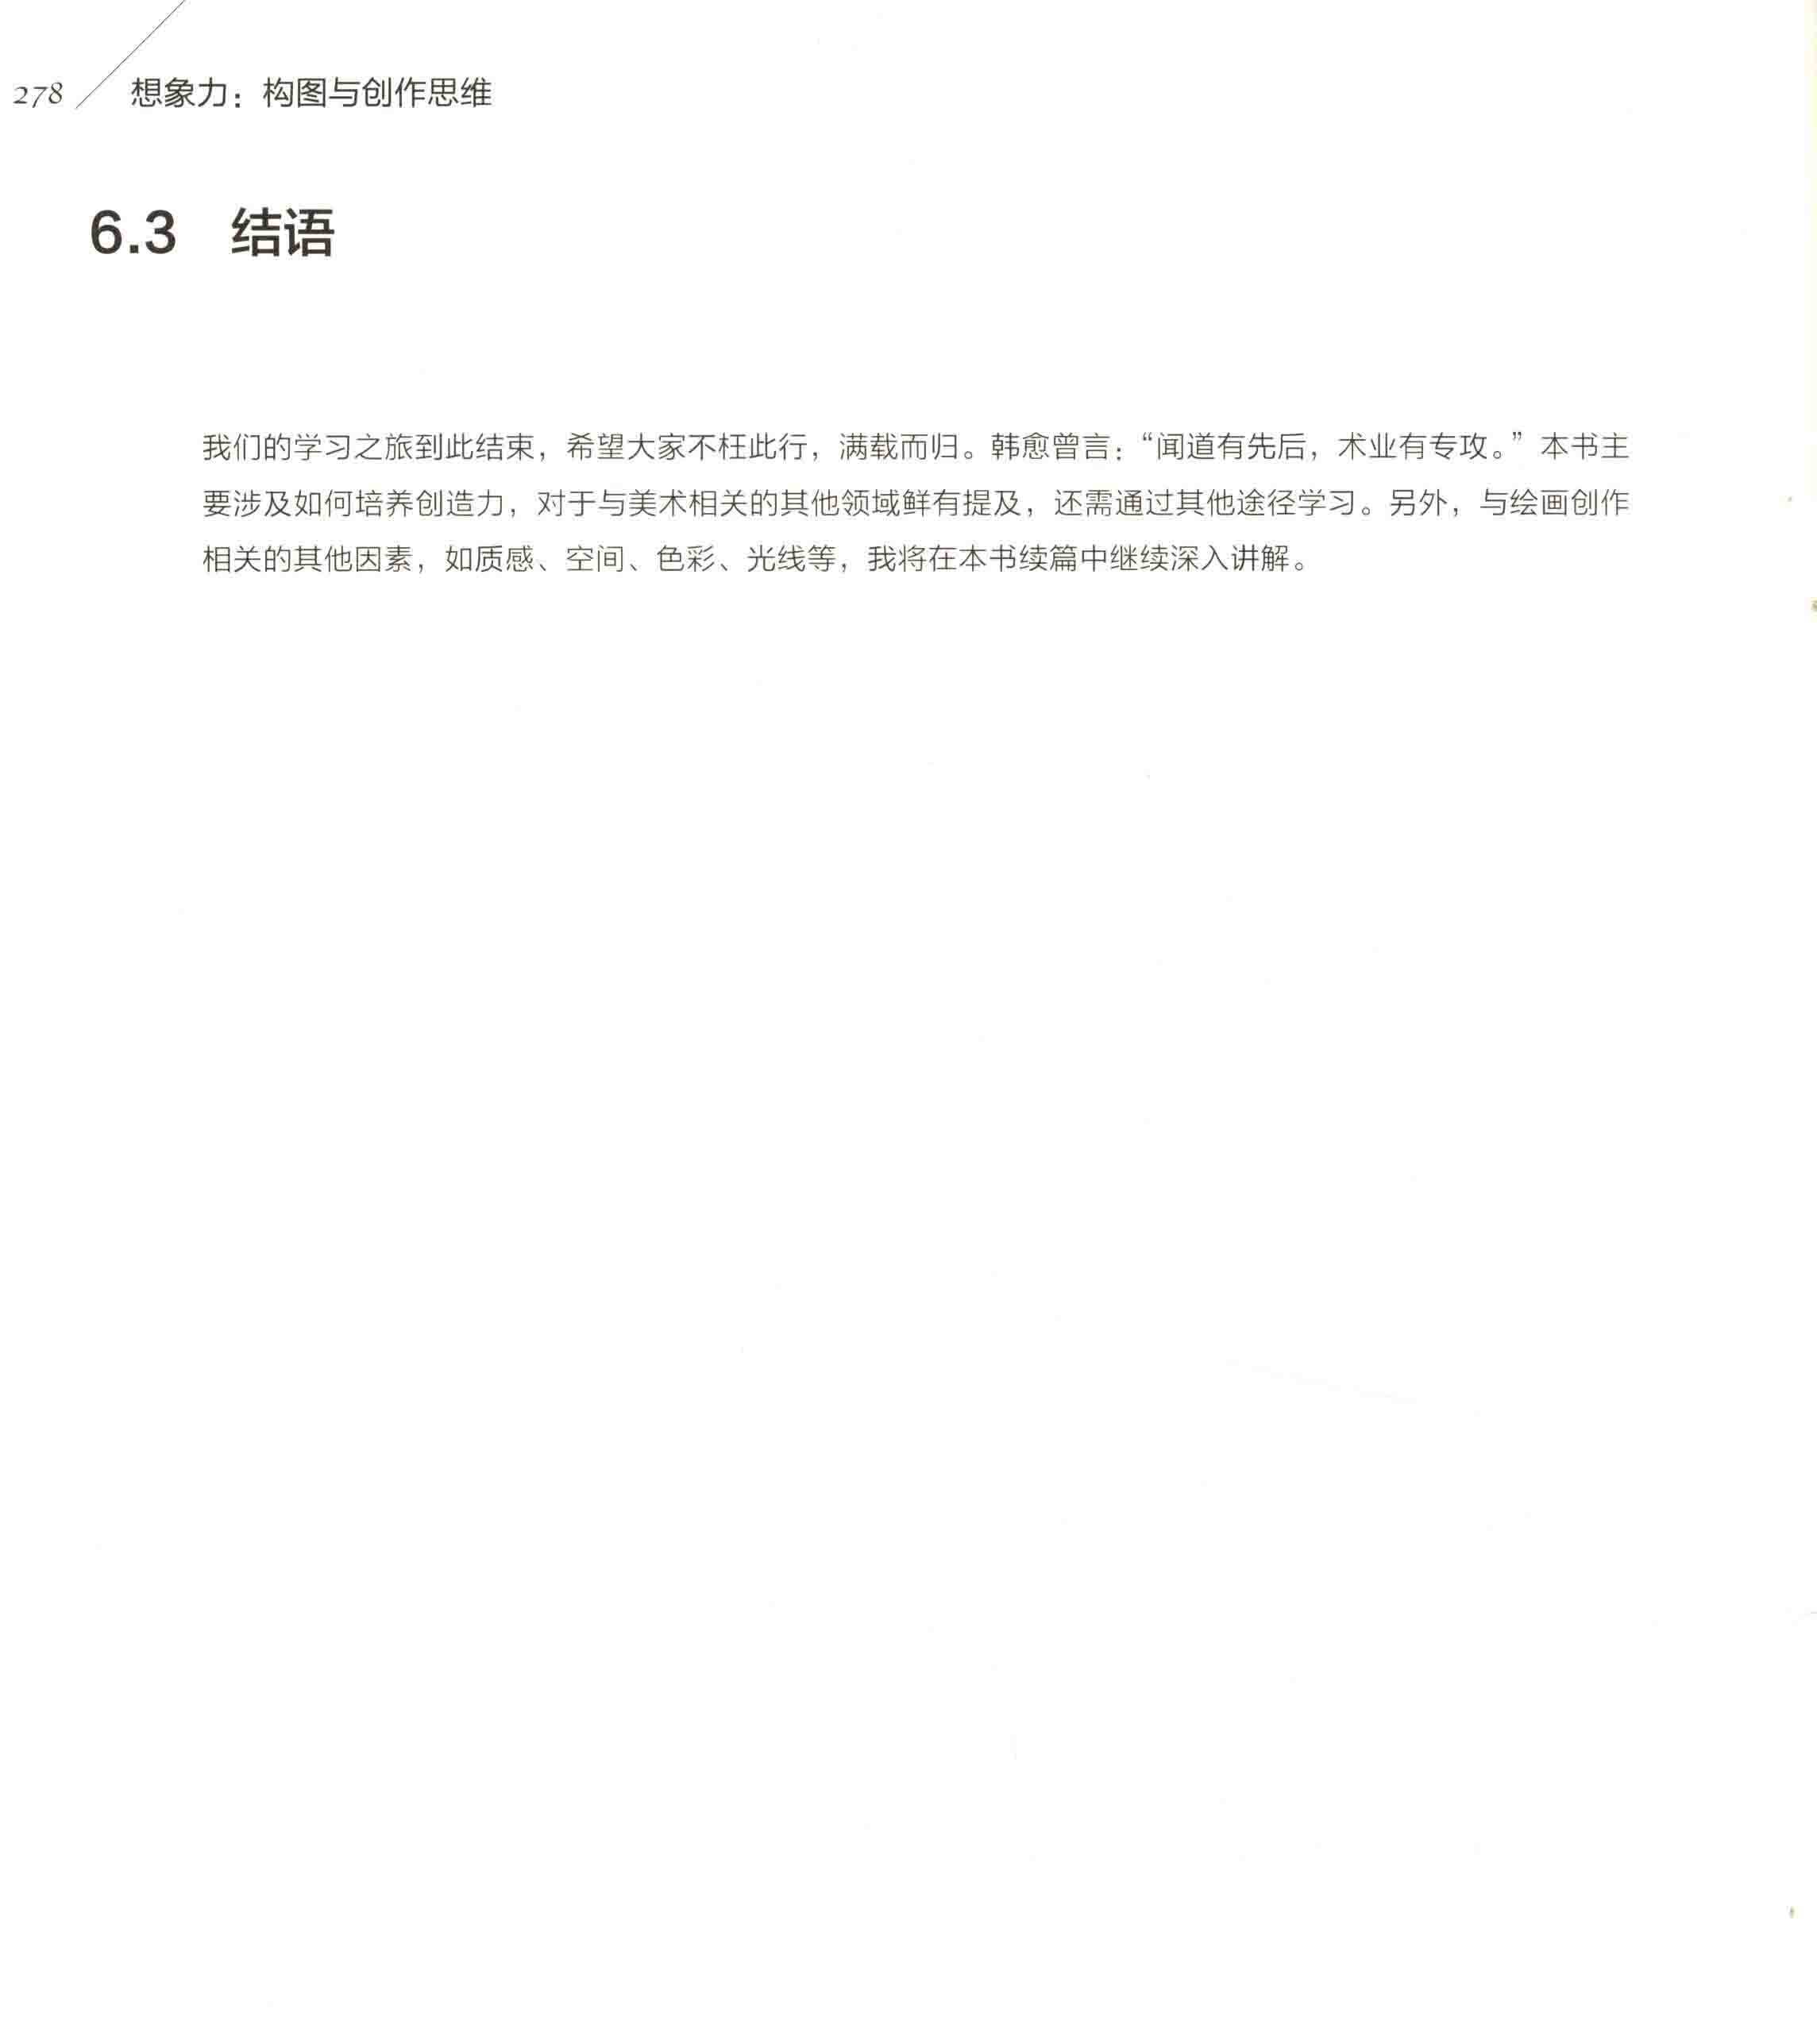 278 想象力：构图与创作思维
6.3 结语
我们的学习之旅到此结束，希望大家不枉此行，满载而归。韩愈曾言：“闻道有先后，术业有专攻。”本书主
要涉及如何培养创造力，对于与美术相关的其他领域鲜有提及，还需通过其他途径学习。另外，与绘画创作
相关的其他因素，如质感、空间、色彩、光线等，我将在本书续篇中继续深入讲解。